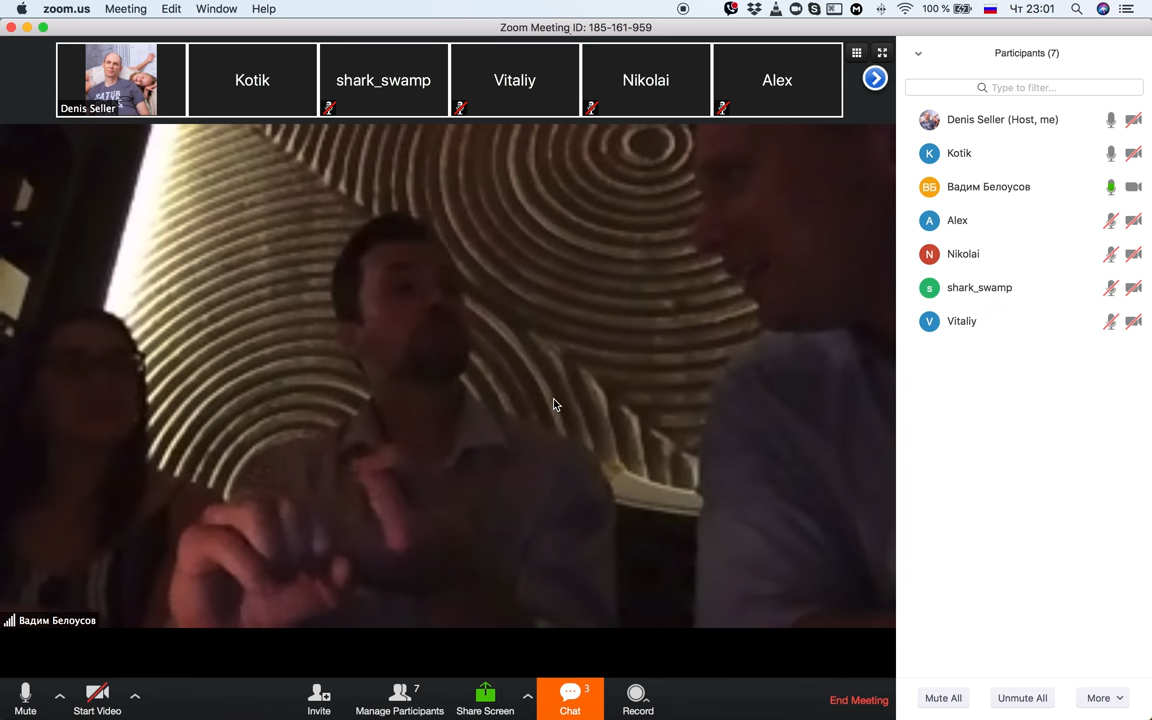 zoom.us Meeting Edit Window Help 100 % Чт 23:01
Zoom Meeting ID: 185-161-959
Denis Seller
Kotik
shark_swamp
Vitaliy
Nikolai
Alex
Participants (7)
Type to filter...
Denis Seller (Host, me)
K Kotik
ВБ Вадим Белоусов
A Alex
N Nikolai
s shark_swamp
V Vitaliy
Вадим Белоусов
Mute
Start Video
Invite
7
Manage Participants
Share Screen
3
Chat
Record
End Meeting
Mute All
Unmute All
More